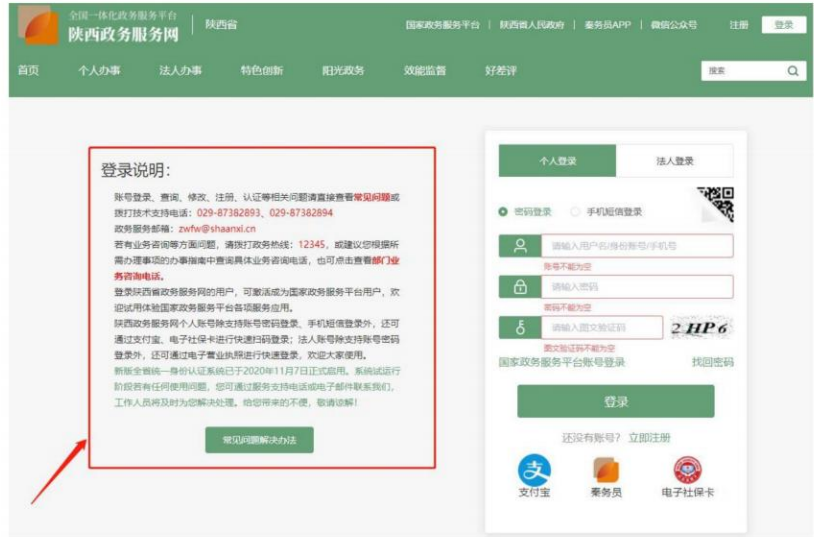 全国一体化政务服务平台
陕西政务服务网
陕西省
国家政务服务平台 | 陕西省人民政府 | 秦务员APP | 微信公众号 注册 登录
首页 个人办事 法人办事 特色创新 阳光政务 效能监督 好差评 搜索
登录说明:
账号登录、查询、修改、注册、认证等相关问题请直接查看常见问题或
拨打技术支持电话：029-87382893、029-87382894
政务服务邮箱：zwfw@shaanxi.cn
若有业务咨询等方面问题，请拨打政务热线：12345，或建议您根据所
需办理事项的办事指南中查询具体业务咨询电话，也可点击查看部门业
务咨询电话。
登录陕西省政务服务网的用户，可激活成为国家政务服务平台用户，欢
迎试用体验国家政务服务平台各项服务应用。
陕西政务服务网个人账号除支持账号密码登录、手机短信登录外，还可
通过支付宝、电子社保卡进行快速扫码登录；法人账号除支持账号密码
登录外，还可通过电子营业执照进行快速登录，欢迎大家使用。
新版全省统一身份认证系统已于2020年11月7日正式启用。系统试运行
阶段若有任何使用问题，您可通过服务支持电话或电子邮件联系我们，
工作人员将及时为您解决处理。给您带来的不便，敬请谅解！
常见问题解决办法
个人登录 法人登录
密码登录 手机短信登录
请输入用户名/身份账号/手机号
账号不能为空
请输入密码
密码不能为空
请输入图文验证码 2 HP 6
图文验证码不能为空
国家政务服务平台账号登录 找回密码
登录
还没有账号？ 立即注册
支付宝 秦务员 电子社保卡